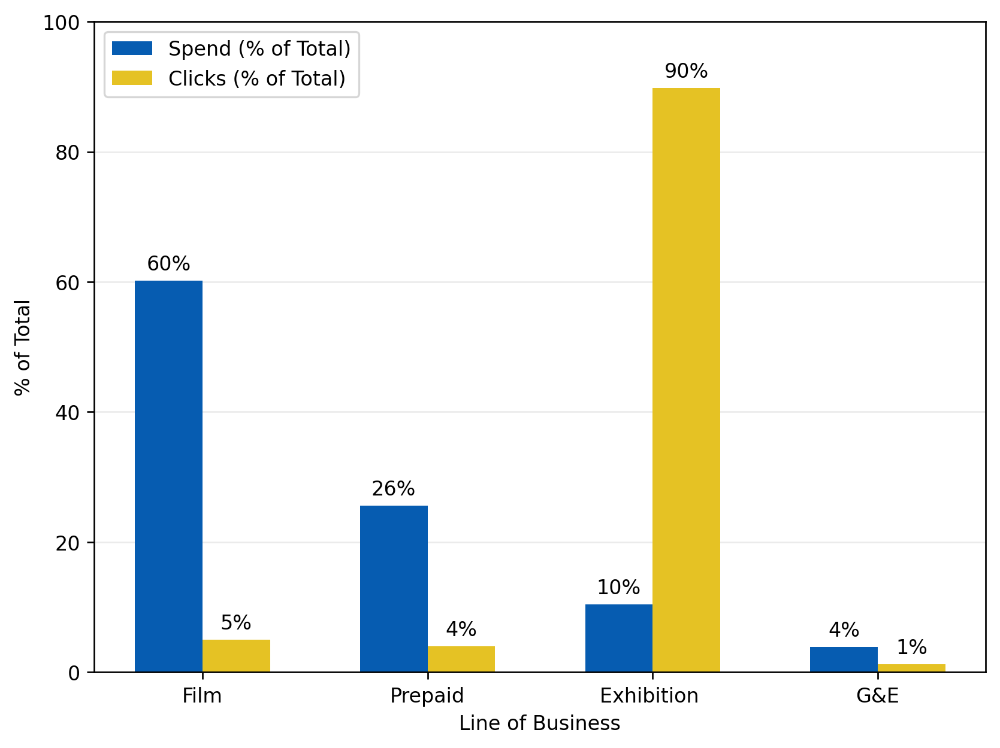 Spend (% of Total)
Clicks (% of Total)
% of Total
100
80
60
40
20
0
60%
5%
26%
4%
10%
90%
4%
1%
Film
Prepaid
Exhibition
G&E
Line of Business